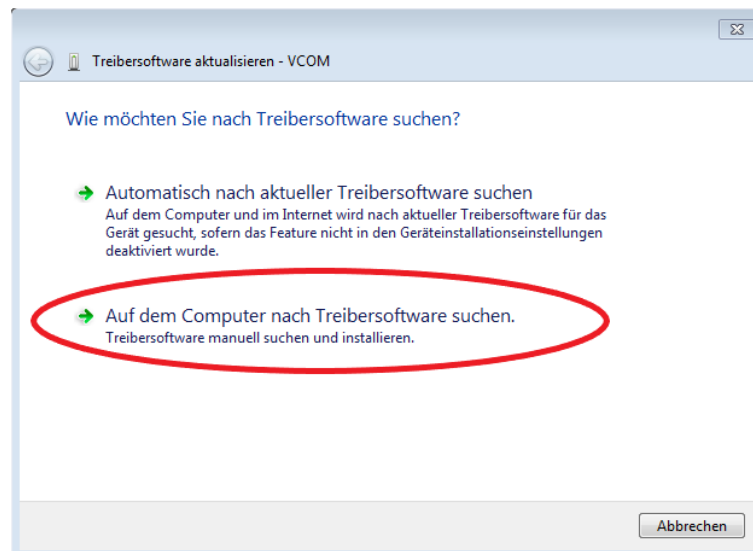 Treibersoftware aktualisieren - VCOM
Wie möchten Sie nach Treibersoftware suchen?
Automatisch nach aktueller Treibersoftware suchen
Auf dem Computer und im Internet wird nach aktueller Treibersoftware für das
Gerät gesucht, sofern das Feature nicht in den Geräteinstallationseinstellungen
deaktiviert wurde.
Auf dem Computer nach Treibersoftware suchen.
Treibersoftware manuell suchen und installieren.
Abbrechen